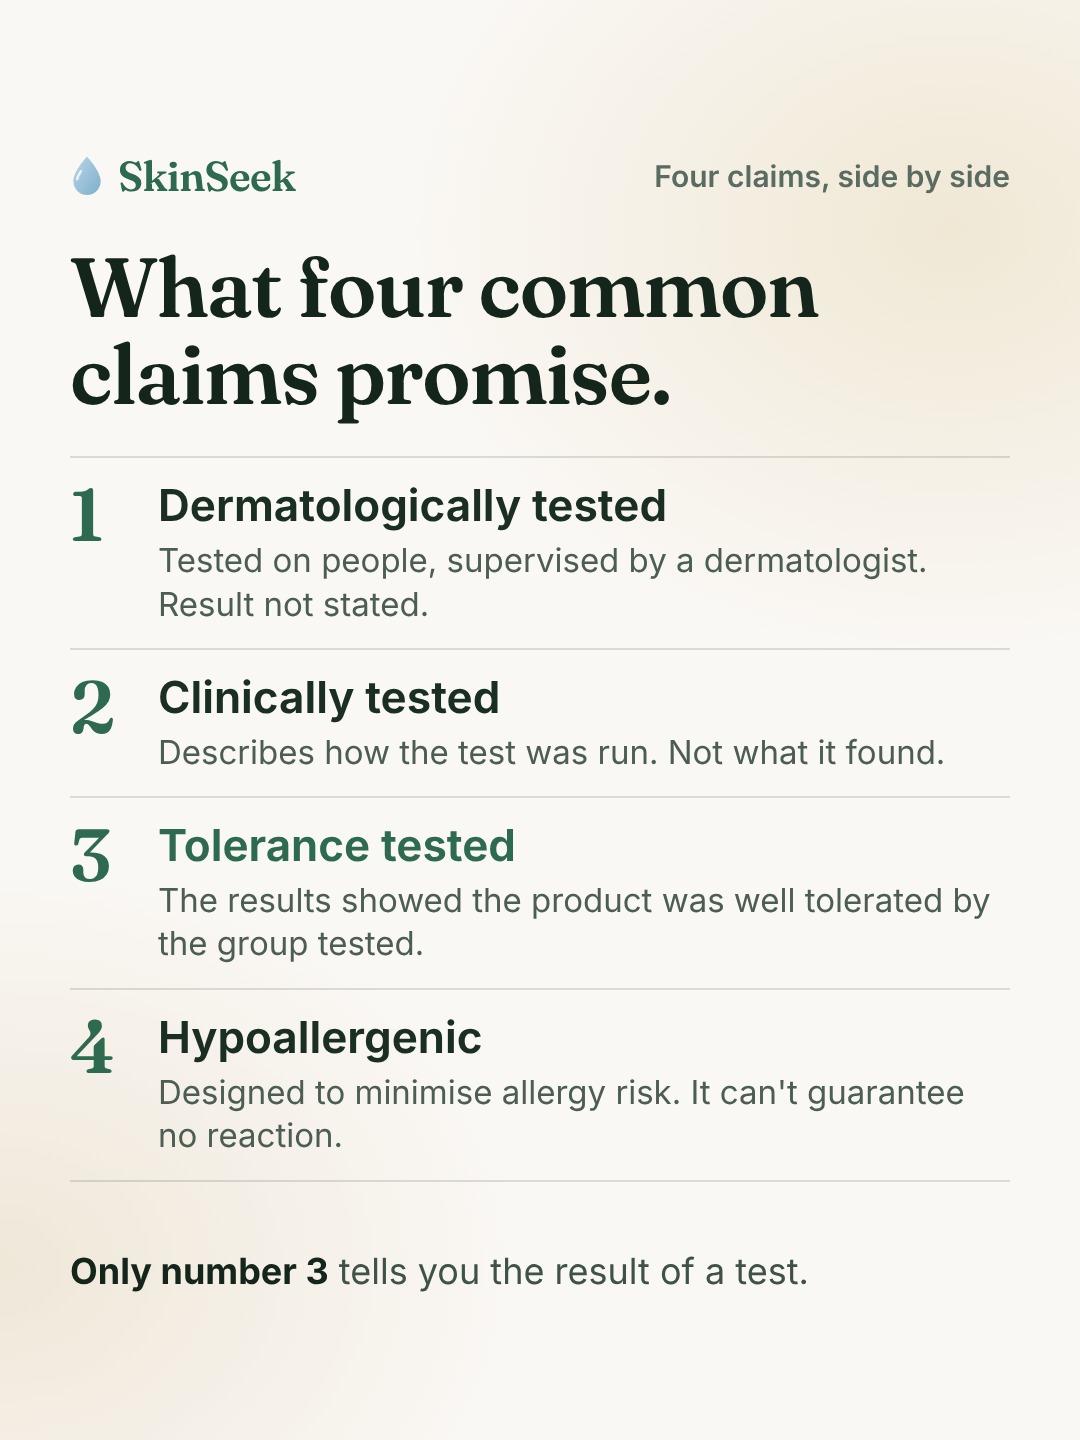 SkinSeek
Four claims, side by side
What four common
claims promise.
1
Dermatologically tested
Tested on people, supervised by a dermatologist.
Result not stated.
2
Clinically tested
Describes how the test was run. Not what it found.
3
Tolerance tested
The results showed the product was well tolerated by
the group tested.
4
Hypoallergenic
Designed to minimise allergy risk. It can't guarantee
no reaction.
Only number 3 tells you the result of a test.